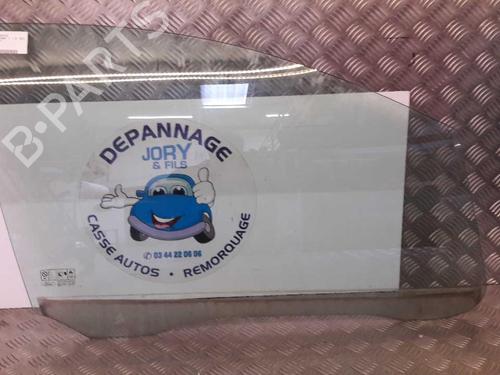 B-PARTS
DEPANNAGE
JORY
& FILS
CASSE AUTOS • REMORQUAGE
✆ 03 44 22 06 06